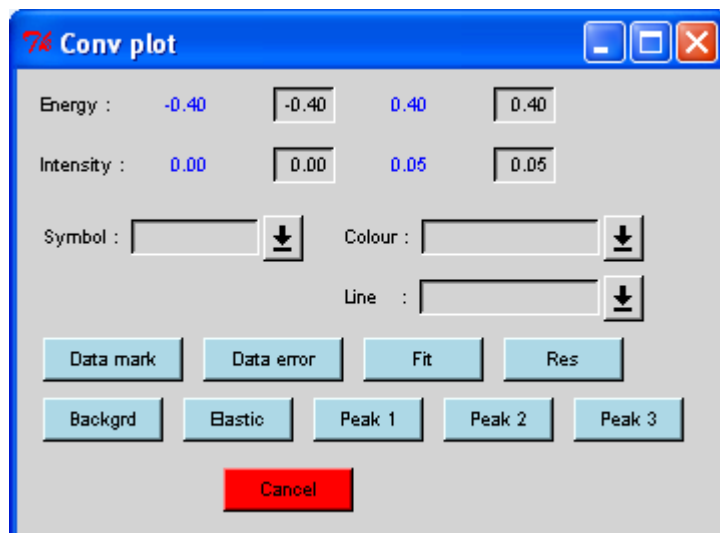 Tk Conv plot
Energy : -0.40 -0.40 0.40 0.40
Intensity : 0.00 0.00 0.05 0.05
Symbol : Colour :
Line :
Data mark Data error Fit Res
Backgrd Elastic Peak 1 Peak 2 Peak 3
Cancel